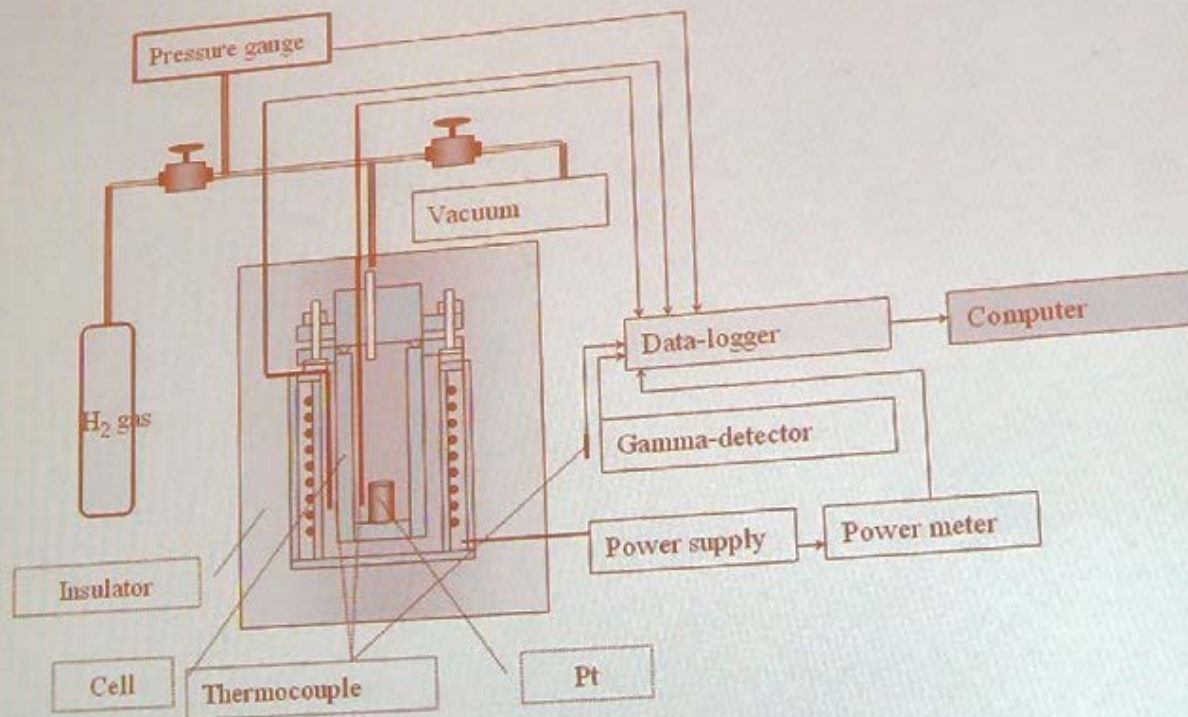 Pressure gauge
Vacuum
H₂ gas
Data-logger
Computer
Gamma-detector
Power supply
Power meter
Insulator
Cell
Thermocouple
Pt